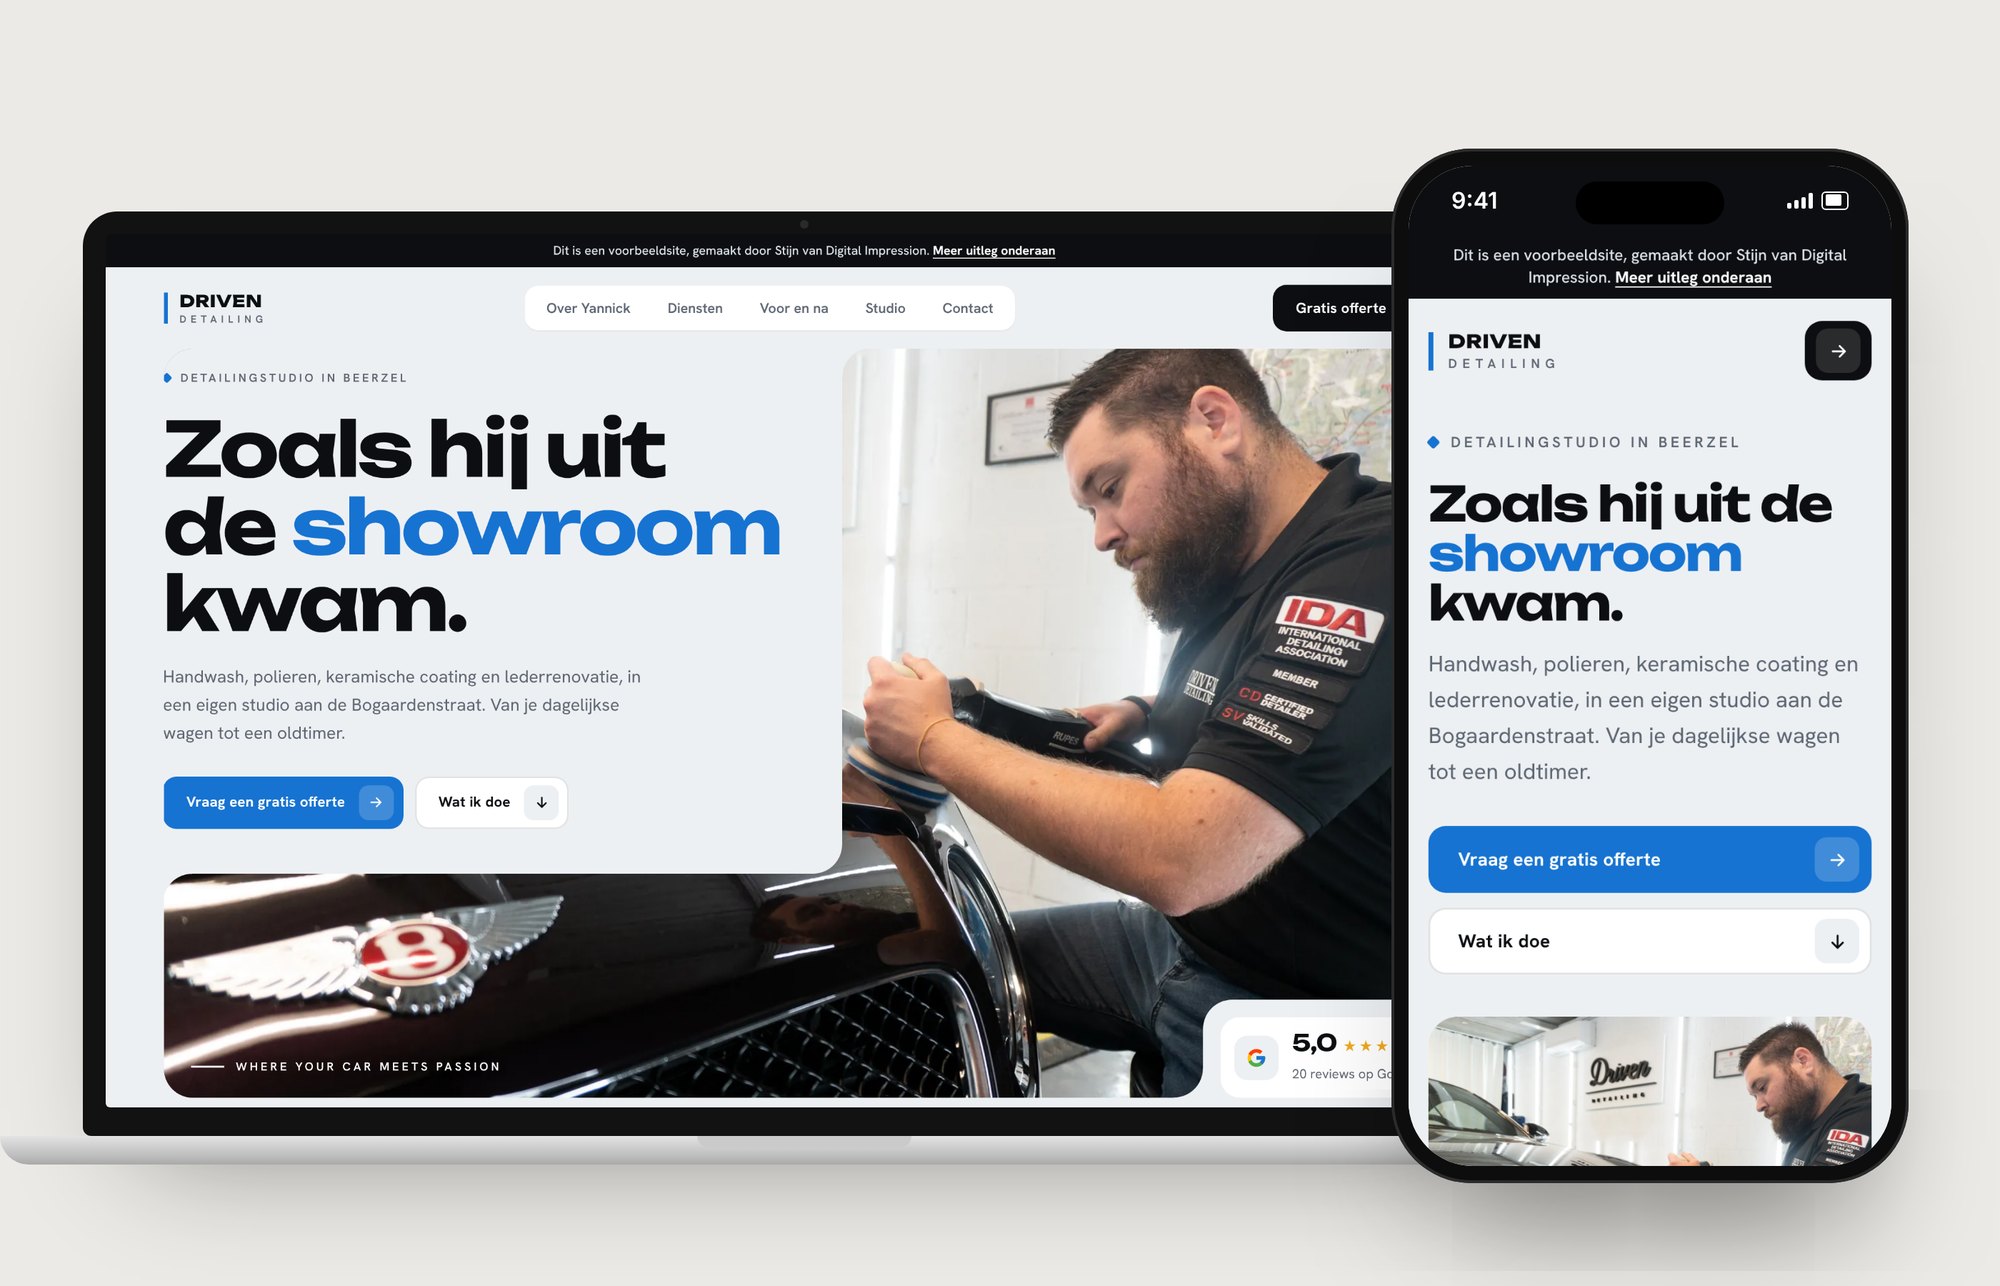 Dit is een voorbeeldsite, gemaakt door Stijn van Digital Impression. Meer uitleg onderaan
DRIVEN
DETAILING
Over Yannick
Diensten
Voor en na
Studio
Contact
Gratis offerte
DETAILINGSTUDIO IN BEERZEL
Zoals hij uit
de showroom
kwam.
Handwash, polieren, keramische coating en lederrenovatie, in
een eigen studio aan de Bogaardenstraat. Van je dagelijkse
wagen tot een oldtimer.
Vraag een gratis offerte
Wat ik doe
IDA
INTERNATIONAL
DETAILING
ASSOCIATION
MEMBER
CD CERTIFIED
DETAILER
SV SKILLS
VALIDATED
DRIVEN
DETAILING
RUPES
B
WHERE YOUR CAR MEETS PASSION
5,0
20 reviews op
9:41
Dit is een voorbeeldsite, gemaakt door Stijn van Digital
Impression. Meer uitleg onderaan
DRIVEN
DETAILING
DETAILINGSTUDIO IN BEERZEL
Zoals hij uit de
showroom
kwam.
Handwash, polieren, keramische coating en
lederrenovatie, in een eigen studio aan de
Bogaardenstraat. Van je dagelijkse wagen
tot een oldtimer.
Vraag een gratis offerte
Wat ik doe
Driven
DETAILING
IDA